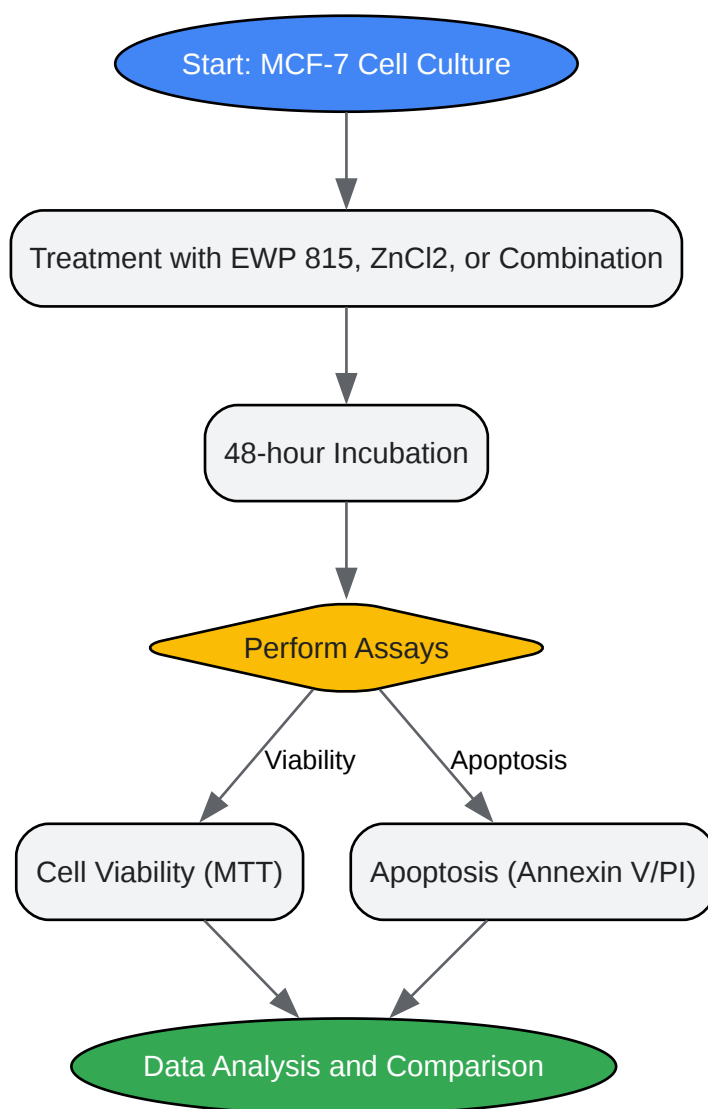 Start: MCF-7 Cell Culture
Treatment with EWP 815, ZnCl2, or Combination
48-hour Incubation
Perform Assays
Viability
Apoptosis
Cell Viability (MTT)
Apoptosis (Annexin V/PI)
Data Analysis and Comparison